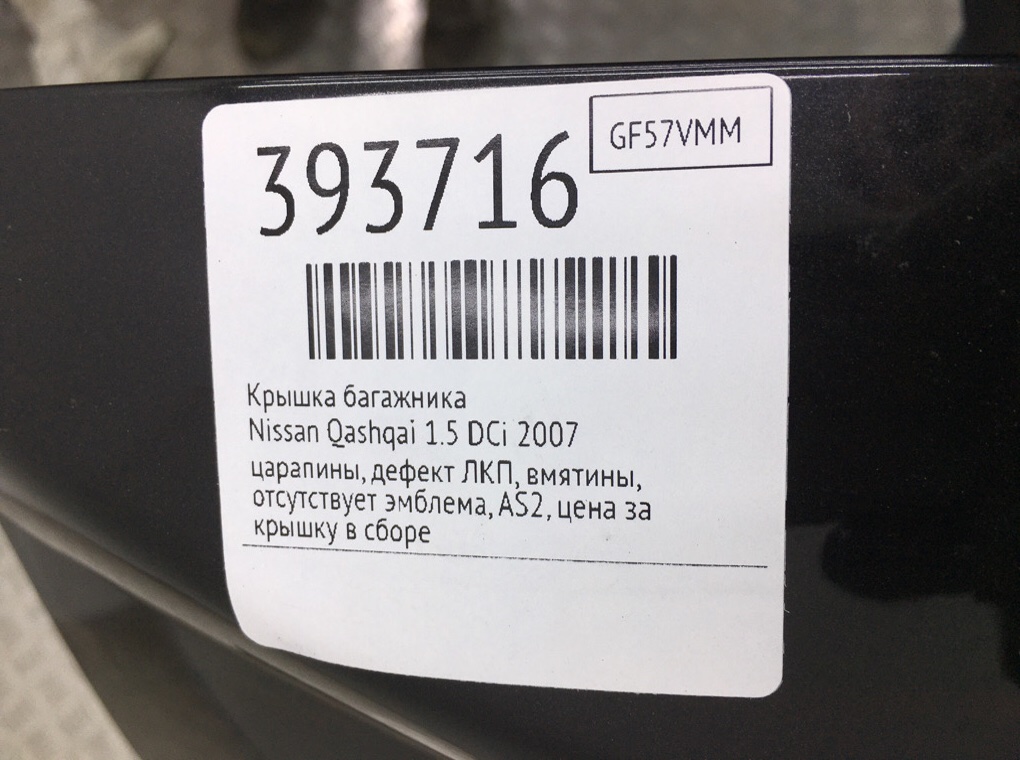 GF57VMM
393716
Крышка багажника
Nissan Qashqai 1.5 DCi 2007
царапины, дефект ЛКП, вмятины,
отсутствует эмблема, AS2, цена за
крышку в сборе